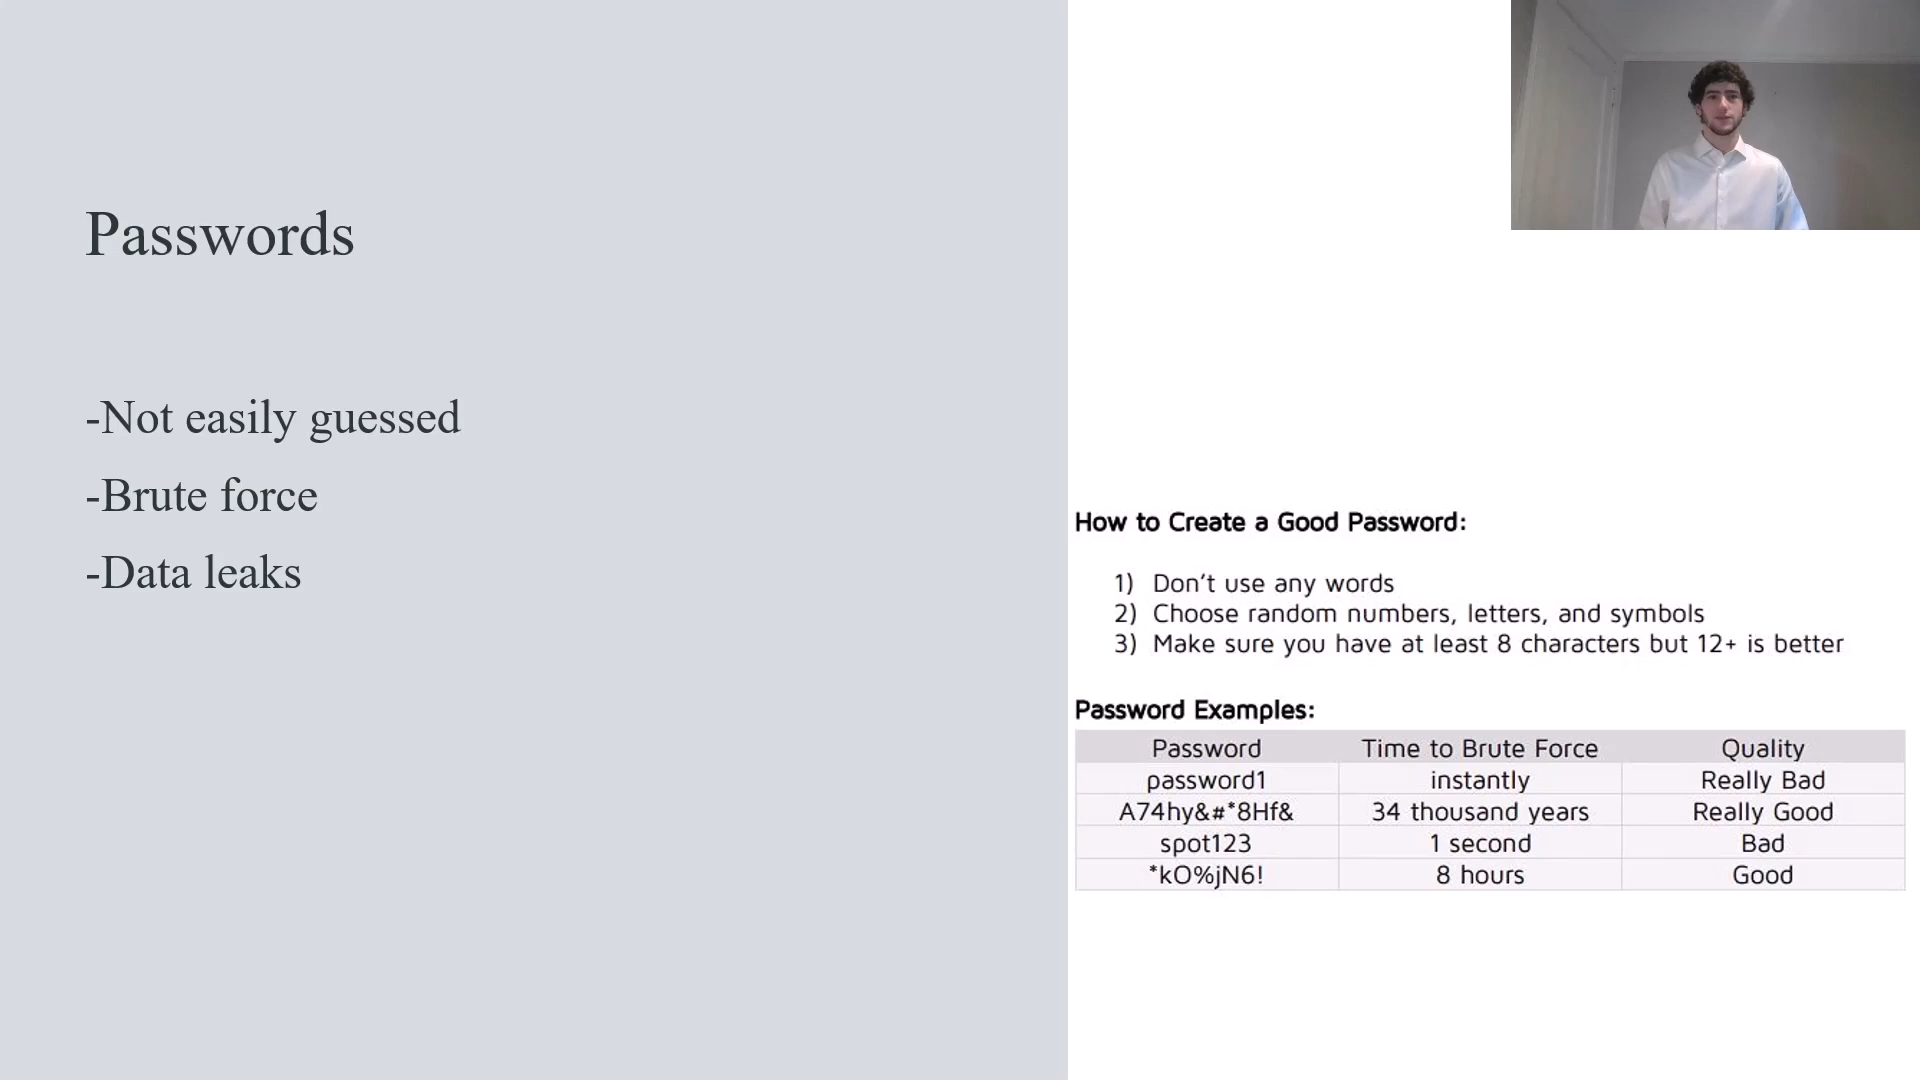 Passwords
-Not easily guessed
-Brute force
-Data leaks
How to Create a Good Password:
1) Don’t use any words
2) Choose random numbers, letters, and symbols
3) Make sure you have at least 8 characters but 12+ is better
Password Examples:
Password Time to Brute Force Quality
password1 instantly Really Bad
A74hy&#*8Hf& 34 thousand years Really Good
spot123 1 second Bad
*kO%jN6! 8 hours Good